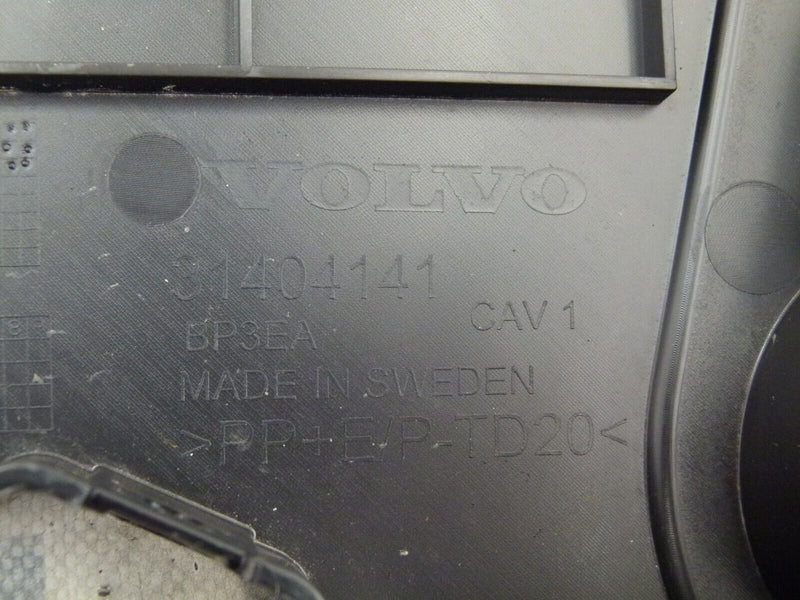 VOLVO
31404141
BP3EA
CAV 1
MADE IN SWEDEN
>PP+E/P-TD20<